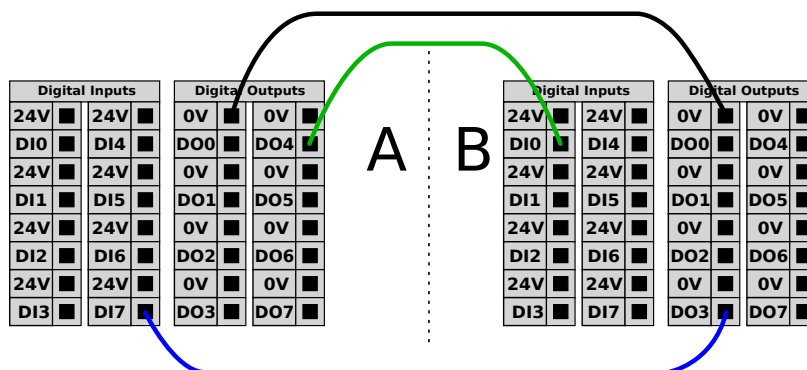 Digital Inputs Digital Outputs Digital Inputs Digital Outputs
24V 24V 0V 0V 24V 24V 0V 0V
DI0 DI4 DO0 DO4 A B DI0 DI4 DO0 DO4
24V 24V 0V 0V 24V 24V 0V 0V
DI1 DI5 DO1 DO5 DI1 DI5 DO1 DO5
24V 24V 0V 0V 24V 24V 0V 0V
DI2 DI6 DO2 DO6 DI2 DI6 DO2 DO6
24V 24V 0V 0V 24V 24V 0V 0V
DI3 DI7 DO3 DO7 DI3 DI7 DO3 DO7